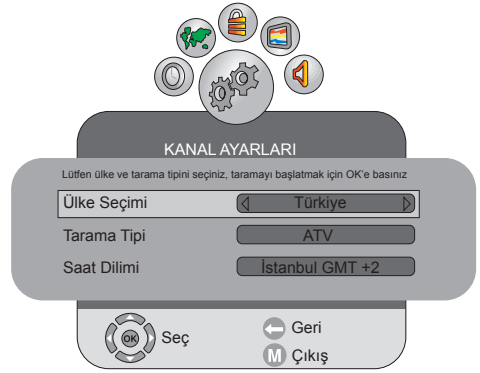 KANAL AYARLARI
Lütfen ülke ve tarama tipini seçiniz, taramayı başlatmak için OK'e basınız
Ülke Seçimi Türkiye
Tarama Tipi ATV
Saat Dilimi İstanbul GMT +2
OK Seç
Geri
M Çıkış